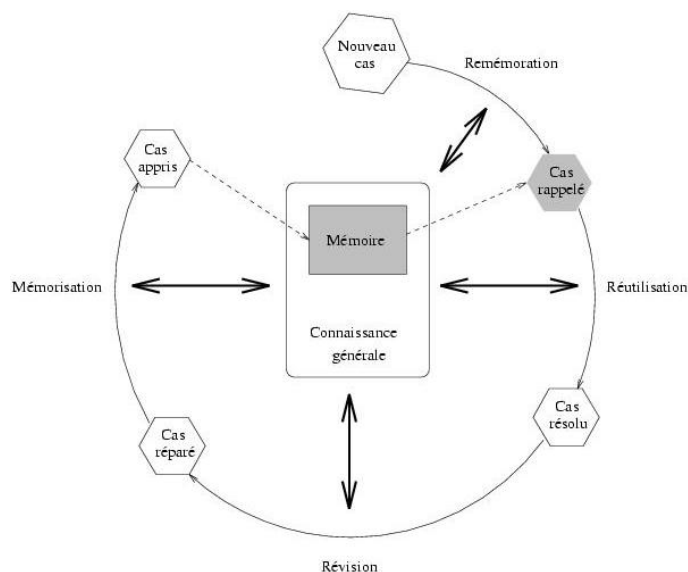 Nouveau
cas
Remémoration
Cas
appris
Cas
rappelé
Mémoire
Mémorisation
Réutilisation
Connaissance
générale
Cas
résolu
Cas
réparé
Révision